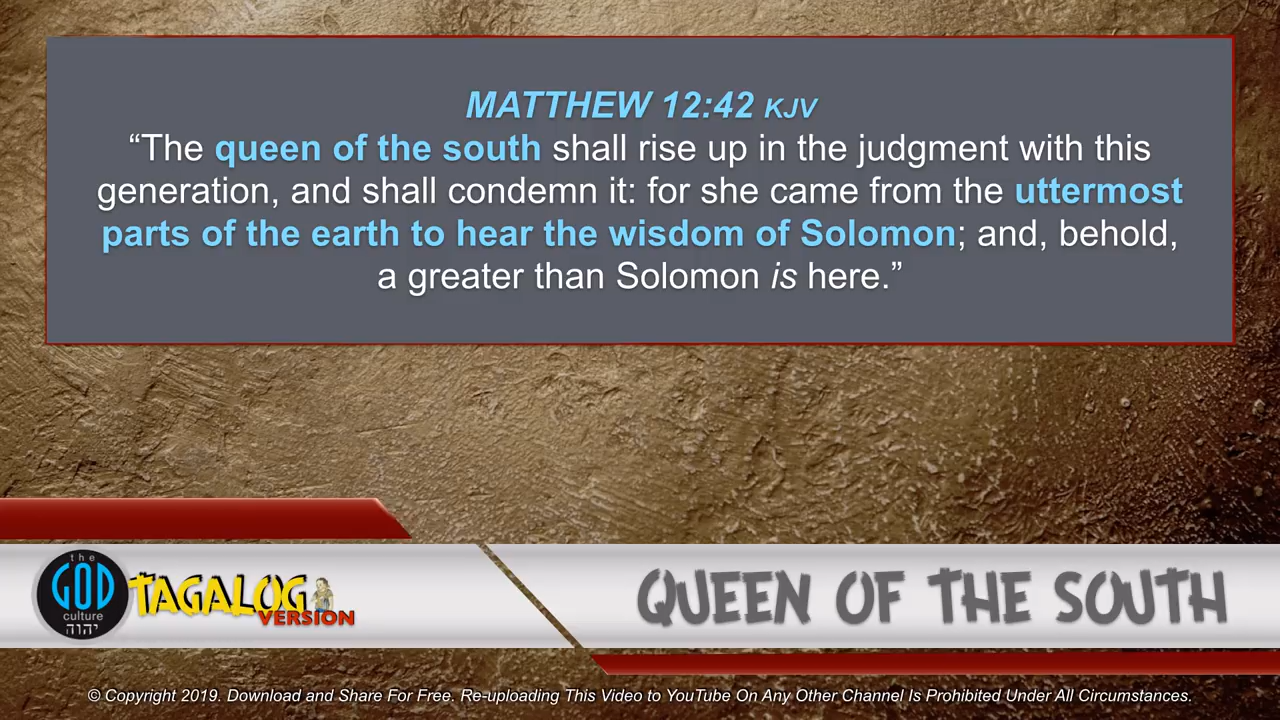 MATTHEW 12:42 KJV
“The queen of the south shall rise up in the judgment with this
generation, and shall condemn it: for she came from the uttermost
parts of the earth to hear the wisdom of Solomon; and, behold,
a greater than Solomon is here.”
the
GOD
culture
יהוה
TAGALOG
VERSION
QUEEN OF THE SOUTH
© Copyright 2019. Download and Share For Free. Re-uploading This Video to YouTube On Any Other Channel Is Prohibited Under All Circumstances.